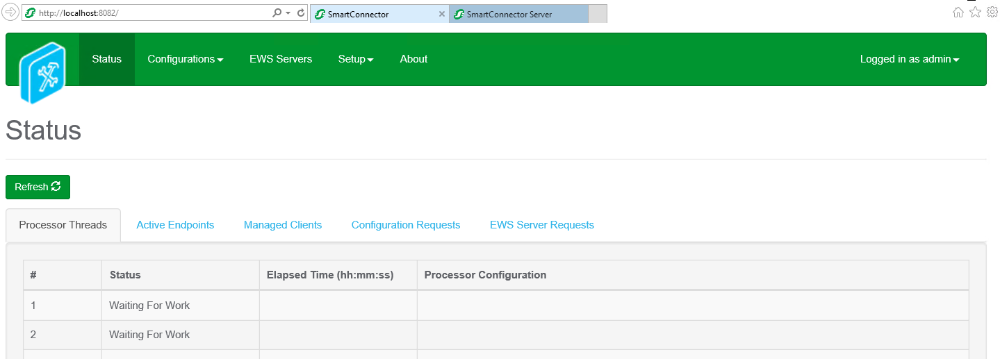 http://localhost:8082/ SmartConnector SmartConnector Server
Status Configurations EWS Servers Setup About Logged in as admin
Status
Refresh
Processor Threads Active Endpoints Managed Clients Configuration Requests EWS Server Requests
# Status Elapsed Time (hh:mm:ss) Processor Configuration
1 Waiting For Work
2 Waiting For Work